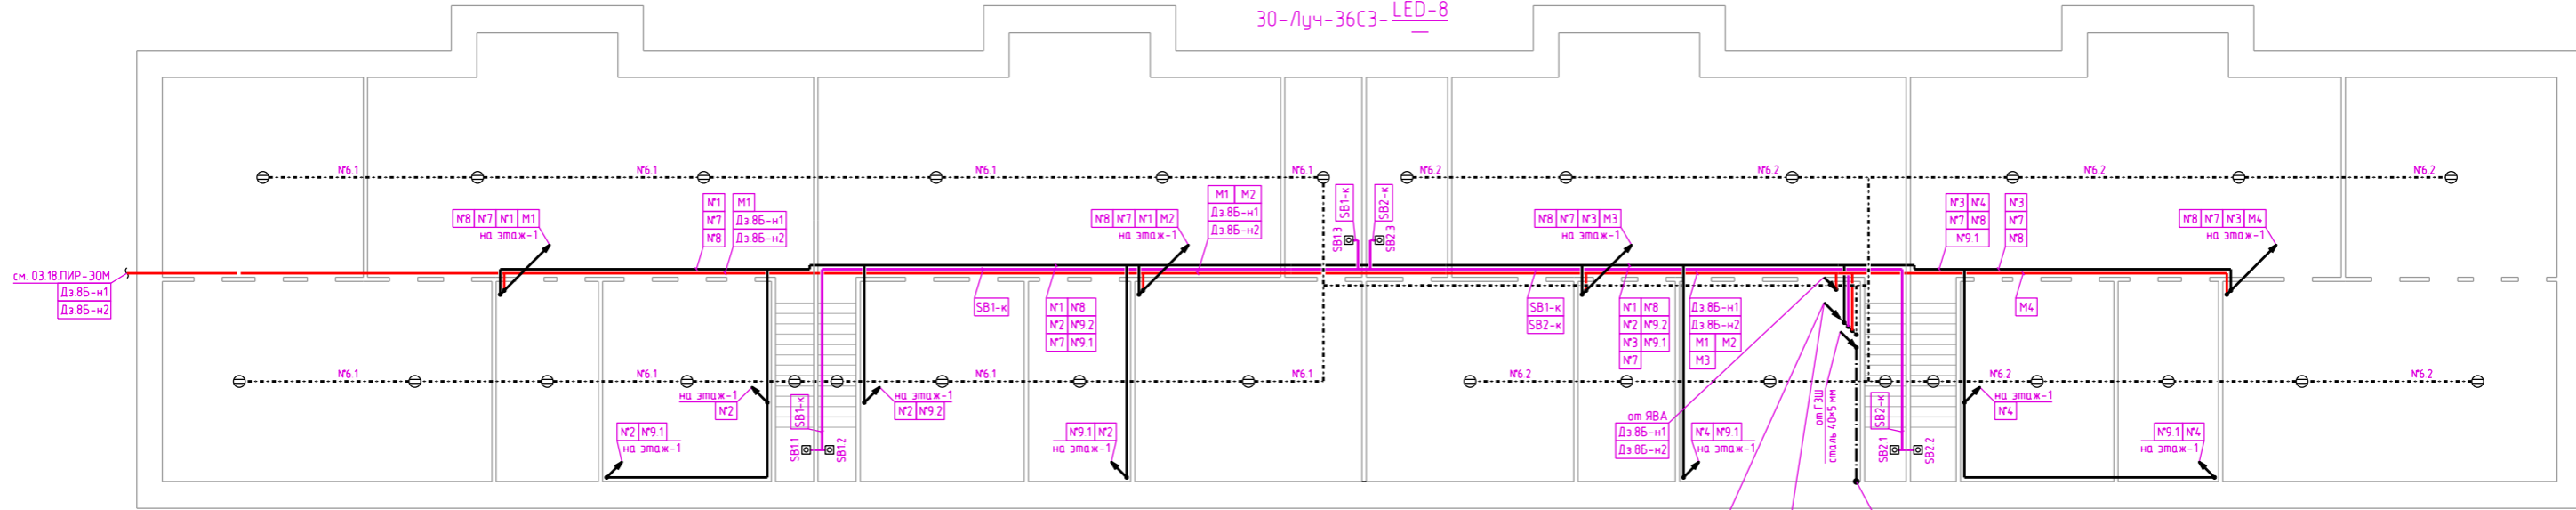 30-Луч-36С3-LED-8
№6.1
№6.1
№6.1
№6.1
№6.2
№6.2
№6.2
№6.2
№8 №7 №1 М1
на этаж-1
№1
№7
№8
М1
Дз 8Б-н1
Дз 8Б-н2
№8 №7 №1 М2
на этаж-1
М1 М2
Дз 8Б-н1
Дз 8Б-н2
SB1-к
SB2-к
SB1.3
SB2.3
№8 №7 №3 М3
на этаж-1
№3 №4
№7 №8
№9.1
№3
№7
№8
№8 №7 №3 М4
на этаж-1
см. 03.18.ПИР-ЭОМ
Дз 8Б-н1
Дз 8Б-н2
SB1-к
№1 №8
№2 №9.2
№7 №9.1
SB1-к
SB2-к
№1 №8
№2 №9.2
№3 №9.1
№7
Дз 8Б-н1
Дз 8Б-н2
М1 М2
М3
М4
№6.1
№6.1
№6.1
№6.1
№6.2
№6.2
№6.2
на этаж-1
№2
SB1-к
на этаж-1
№2 №9.2
от ЯВА
Дз 8Б-н1
Дз 8Б-н2
от ГЗШ
сталь 40×5 мм
SB2-к
на этаж-1
№4
№2 №9.1
на этаж-1
SB1.1
SB1.2
№9.1 №2
на этаж-1
№4 №9.1
на этаж-1
SB2.1
SB2.2
№9.1 №4
на этаж-1